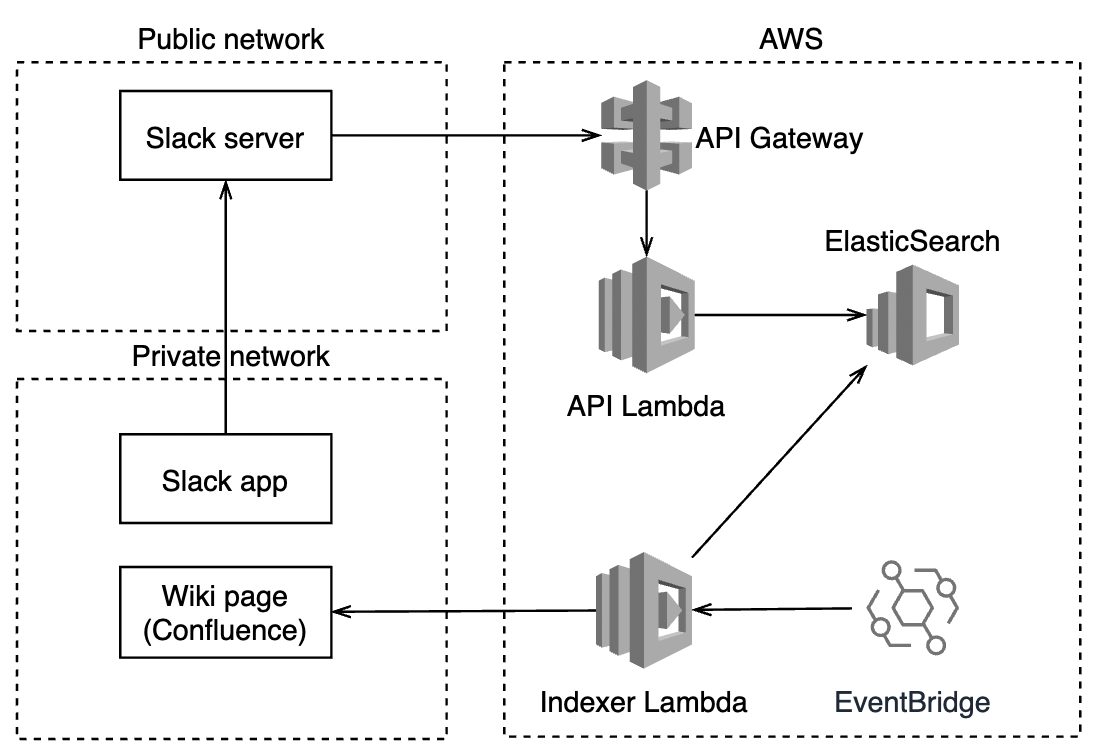 Public network
AWS
Slack server
API Gateway
ElasticSearch
Private network
API Lambda
Slack app
Wiki page
(Confluence)
Indexer Lambda
EventBridge